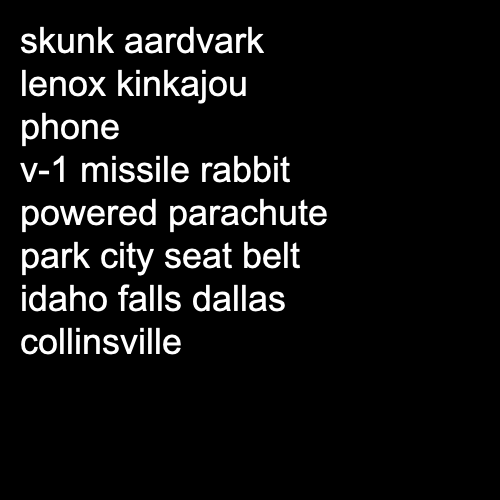 skunk aardvark
lenox kinkajou
phone
v-1 missile rabbit
powered parachute
park city seat belt
idaho falls dallas
collinsville